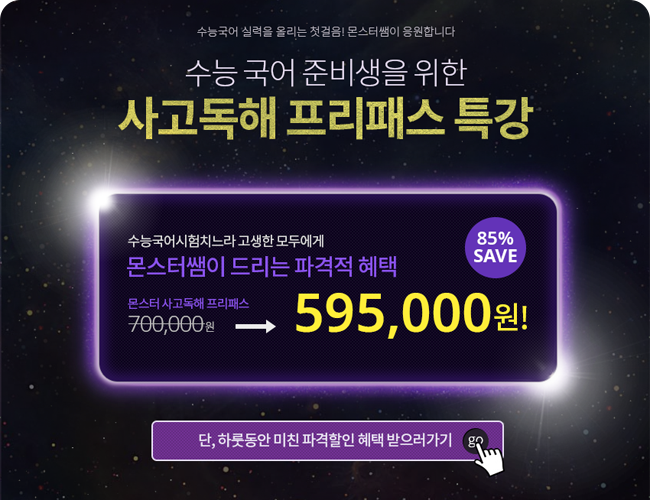 수능국어 실력을 올리는 첫걸음! 몬스터쌤이 응원합니다
수능 국어 준비생을 위한
사고독해 프리패스 특강
수능국어시험치느라 고생한 모두에게
몬스터쌤이 드리는 파격적 혜택
85%
SAVE
몬스터 사고독해 프리패스
700,000원
595,000원!
단, 하룻동안 미친 파격할인 혜택 받으러가기 go